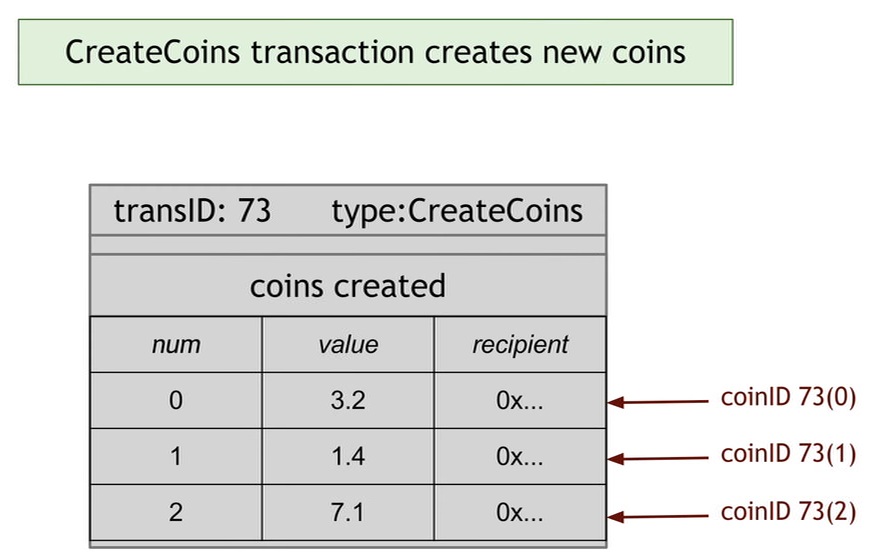 CreateCoins transaction creates new coins
transID: 73 type:CreateCoins
coins created
num value recipient
0 3.2 0x... coinID 73(0)
1 1.4 0x... coinID 73(1)
2 7.1 0x... coinID 73(2)